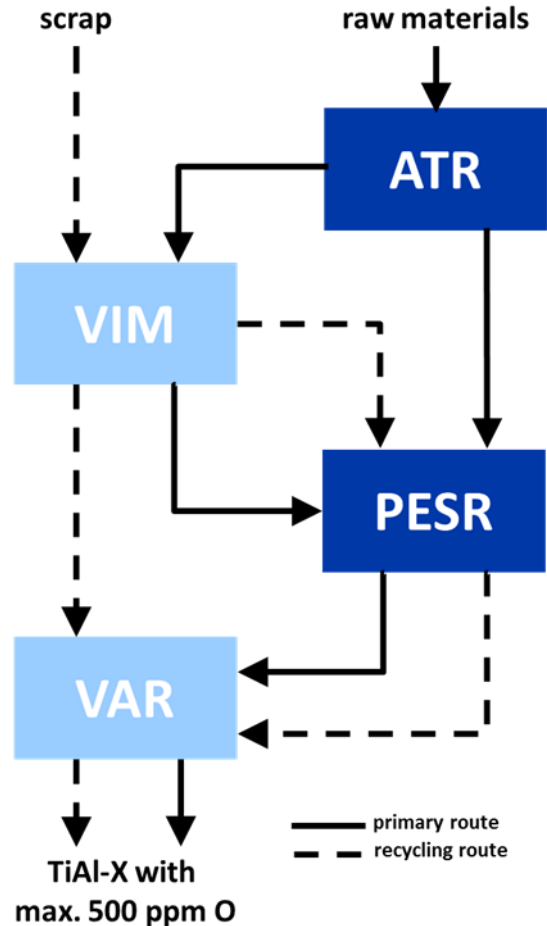 scrap
raw materials
ATR
VIM
PESR
VAR
primary route
recycling route
TiAl-X with
max. 500 ppm O